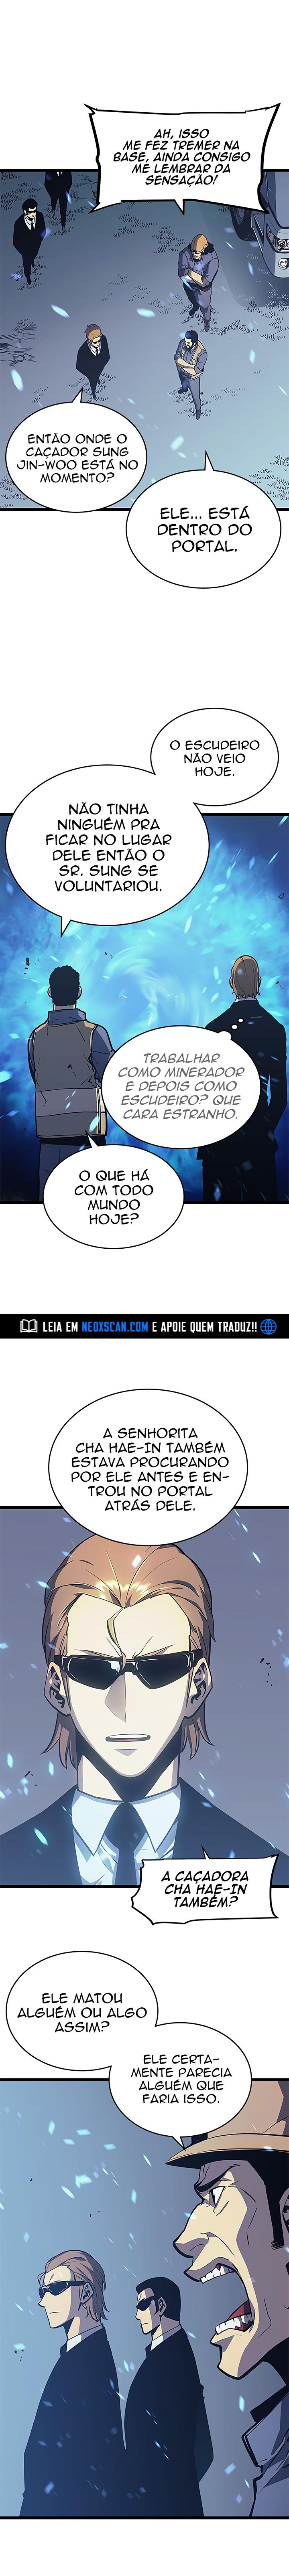 AH, ISSO
ME FEZ TREMER NA
BASE, AINDA CONSIGO
ME LEMBRAR DA
SENSAÇÃO!
ENTÃO ONDE O
CAÇADOR SUNG
JIN-WOO ESTÁ NO
MOMENTO?
ELE... ESTÁ
DENTRO DO
PORTAL.
O ESCUDEIRO
NÃO VEIO
HOJE.
NÃO TINHA
NINGUÉM PRA
FICAR NO LUGAR
DELE ENTÃO O
SR. SUNG SE
VOLUNTARIOU.
TRABALHAR
COMO MINERADOR
E DEPOIS COMO
ESCUDEIRO? QUE
CARA ESTRANHO.
O QUE HÁ
COM TODO
MUNDO
HOJE?
LEIA EM NEOXSCAN.COM E APOIE QUEM TRADUZ!!
A SENHORITA
CHA HAE-IN TAMBÉM
ESTAVA PROCURANDO
POR ELE ANTES E EN-
TROU NO PORTAL
ATRÁS DELE.
A CAÇADORA
CHA HAE-IN
TAMBÉM?
ELE MATOU
ALGUÉM OU ALGO
ASSIM?
ELE CERTA-
MENTE PARECIA
ALGUÉM QUE
FARIA ISSO.